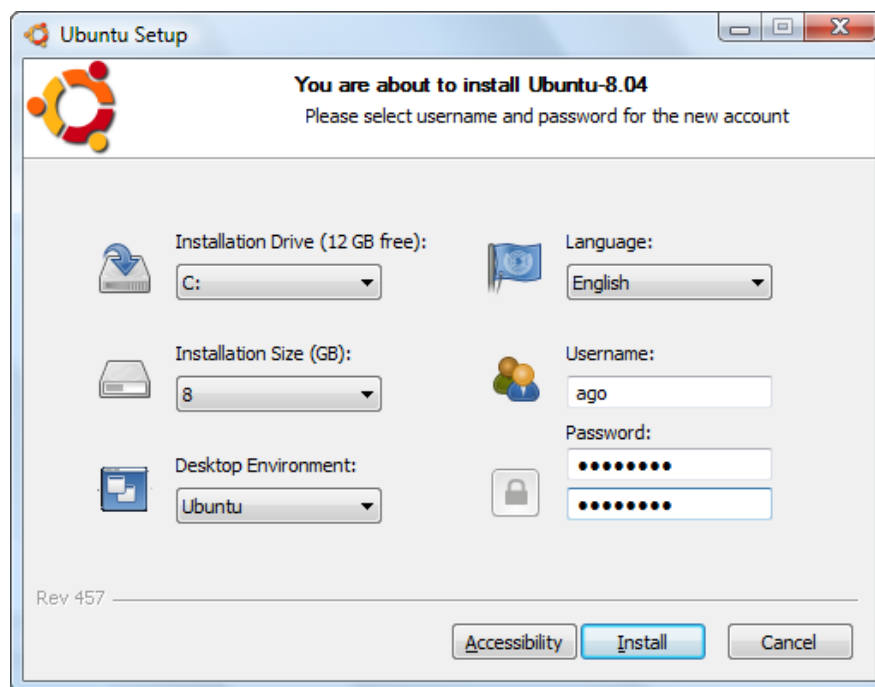 Ubuntu Setup
You are about to install Ubuntu-8.04
Please select username and password for the new account
Installation Drive (12 GB free):
C:
Language:
English
Installation Size (GB):
8
Username:
ago
Password:
●●●●●●●●
●●●●●●●●
Desktop Environment:
Ubuntu
Rev 457
Accessibility
Install
Cancel